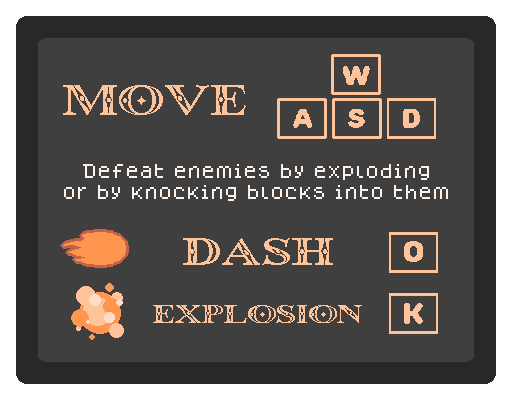 MOVE
W
A S D
Defeat enemies by exploding
or by knocking blocks into them
DASH O
EXPLOSION K